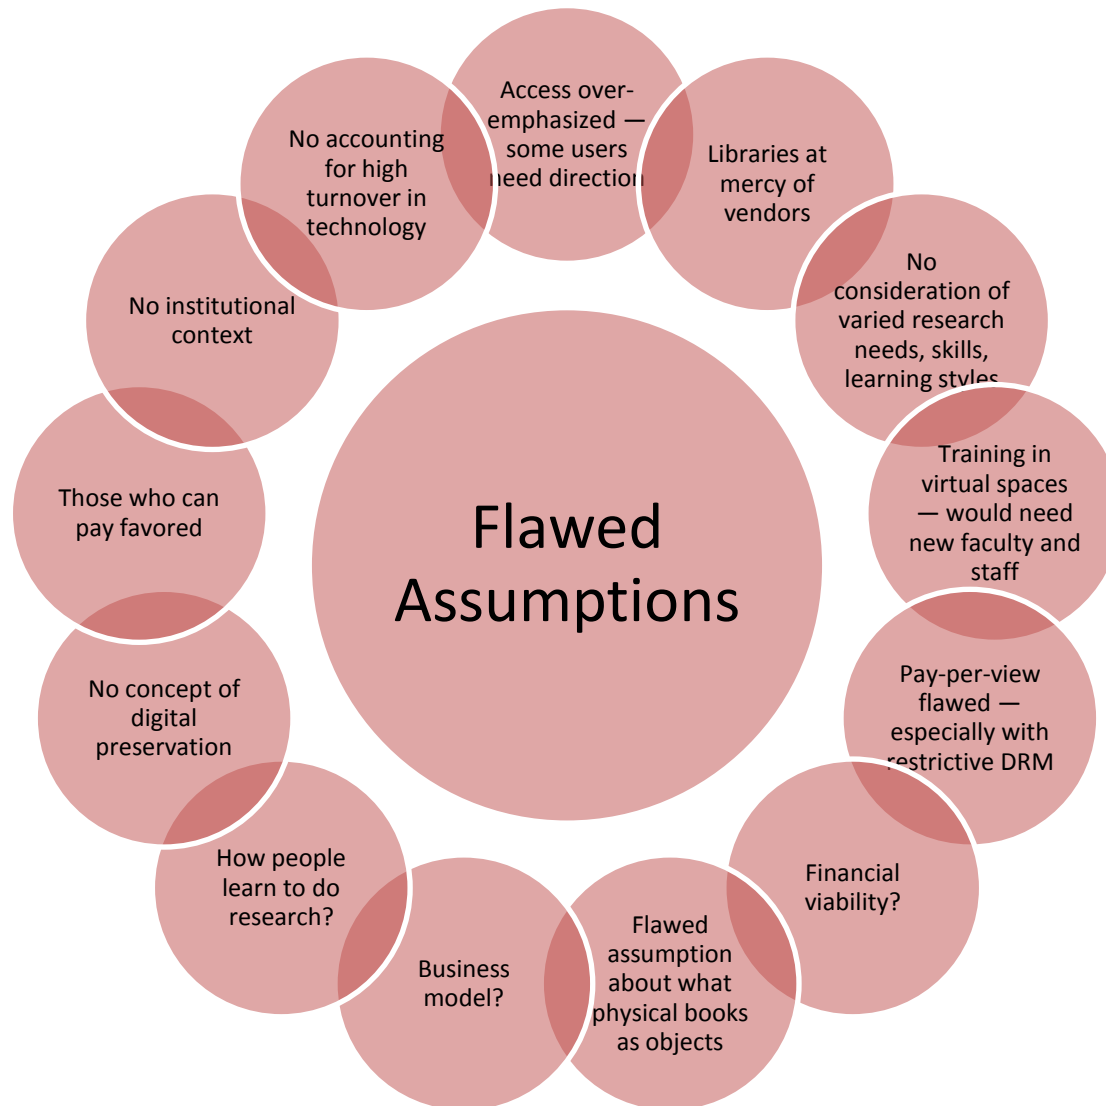 Access over-
emphasized —
some users
need direction
Libraries at
mercy of
vendors
No
consideration of
varied research
needs, skills,
learning styles
Training in
virtual spaces
— would need
new faculty and
staff
Pay-per-view
flawed —
especially with
restrictive DRM
Financial
viability?
Flawed
assumption
about what
physical books
as objects
Business
model?
How people
learn to do
research?
No concept of
digital
preservation
Those who can
pay favored
No institutional
context
No accounting
for high
turnover in
technology
Flawed
Assumptions